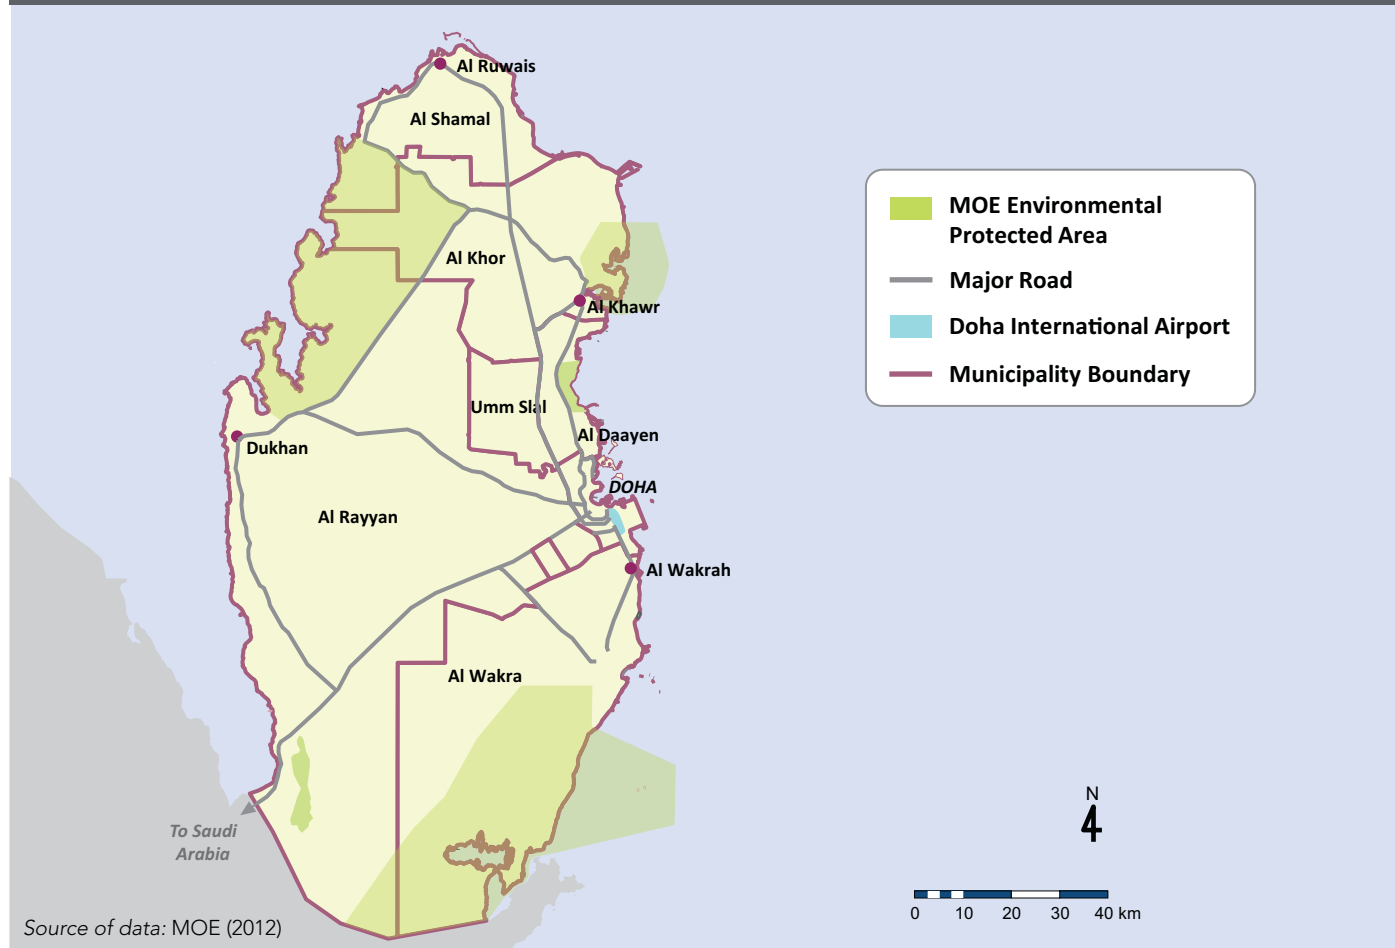 Al Ruwais
Al Shamal
MOE Environmental
Protected Area
Major Road
Doha International Airport
Municipality Boundary
Al Khor
Al Khawr
Umm Slal
Al Daayen
Dukhan
DOHA
Al Rayyan
Al Wakrah
Al Wakra
To Saudi
Arabia
N
4
0 10 20 30 40 km
Source of data: MOE (2012)